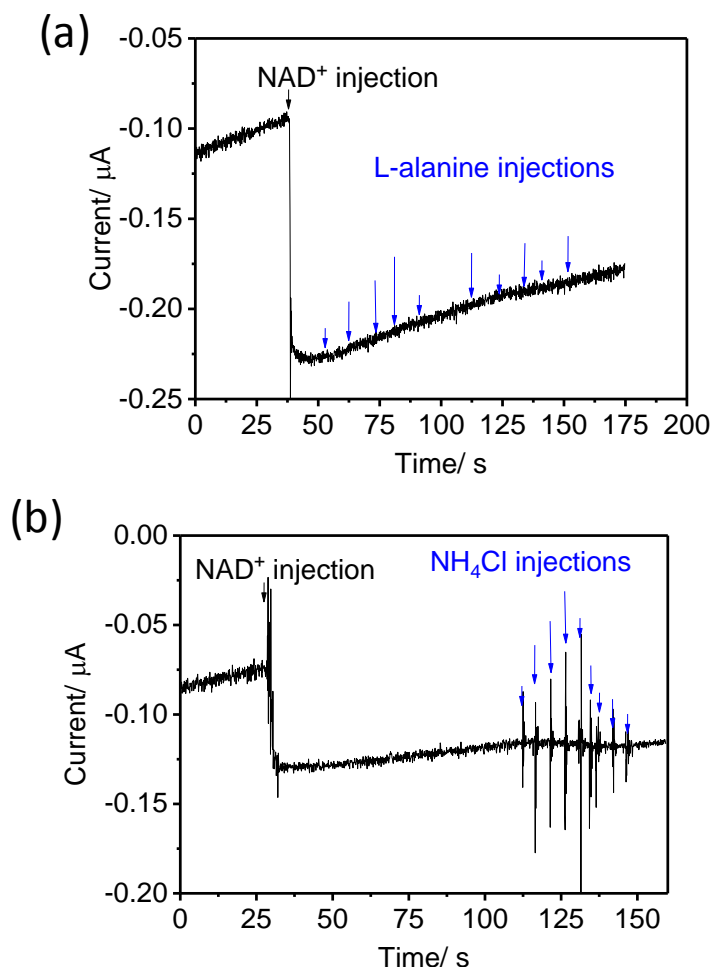 (a)
-0.05
NAD⁺ injection
-0.10
L-alanine injections
-0.15
Current/ μA
-0.20
-0.25
0 25 50 75 100 125 150 175 200
Time/ s
(b)
0.00
NAD⁺ injection
NH₄Cl injections
-0.05
Current/ μA
-0.10
-0.15
-0.20
0 25 50 75 100 125 150
Time/ s